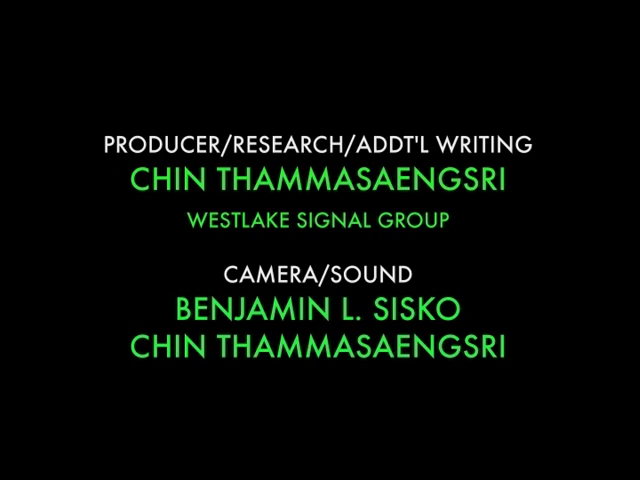 PRODUCER/RESEARCH/ADDT'L WRITING
CHIN THAMMASAENGSRI
WESTLAKE SIGNAL GROUP
CAMERA/SOUND
BENJAMIN L. SISKO
CHIN THAMMASAENGSRI